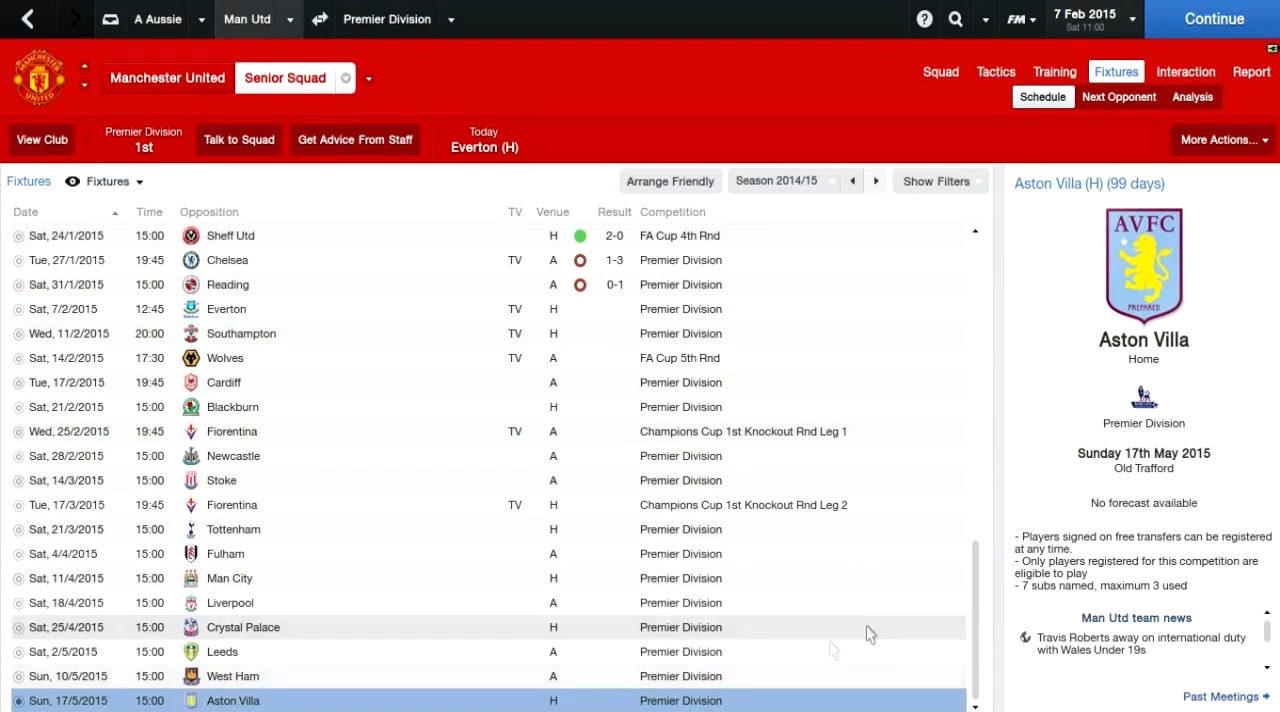 A Aussie Man Utd Premier Division FM 7 Feb 2015 Sat 11:00 Continue
Manchester United Senior Squad Squad Tactics Training Fixtures Interaction Report
Schedule Next Opponent Analysis
View Club Premier Division 1st Talk to Squad Get Advice From Staff Today Everton (H) More Actions...
Fixtures Fixtures Arrange Friendly Season 2014/15 Show Filters
Date Time Opposition TV Venue Result Competition
Sat, 24/1/2015 15:00 Sheff Utd H 2-0 FA Cup 4th Rnd
Tue, 27/1/2015 19:45 Chelsea TV A 1-3 Premier Division
Sat, 31/1/2015 15:00 Reading A 0-1 Premier Division
Sat, 7/2/2015 12:45 Everton TV H Premier Division
Wed, 11/2/2015 20:00 Southampton TV H Premier Division
Sat, 14/2/2015 17:30 Wolves TV A FA Cup 5th Rnd
Tue, 17/2/2015 19:45 Cardiff A Premier Division
Sat, 21/2/2015 15:00 Blackburn H Premier Division
Wed, 25/2/2015 19:45 Fiorentina TV A Champions Cup 1st Knockout Rnd Leg 1
Sat, 28/2/2015 15:00 Newcastle A Premier Division
Sat, 14/3/2015 15:00 Stoke A Premier Division
Tue, 17/3/2015 19:45 Fiorentina TV H Champions Cup 1st Knockout Rnd Leg 2
Sat, 21/3/2015 15:00 Tottenham H Premier Division
Sat, 4/4/2015 15:00 Fulham A Premier Division
Sat, 11/4/2015 15:00 Man City H Premier Division
Sat, 18/4/2015 15:00 Liverpool A Premier Division
Sat, 25/4/2015 15:00 Crystal Palace H Premier Division
Sat, 2/5/2015 15:00 Leeds A Premier Division
Sun, 10/5/2015 15:00 West Ham A Premier Division
Sun, 17/5/2015 15:00 Aston Villa H Premier Division
Aston Villa (H) (99 days)
AVFC
PREPARED
Aston Villa
Home
Premier Division
Sunday 17th May 2015
Old Trafford
No forecast available
- Players signed on free transfers can be registered
at any time.
- Only players registered for this competition are
eligible to play
- 7 subs named, maximum 3 used
Man Utd team news
Travis Roberts away on international duty
with Wales Under 19s
Past Meetings